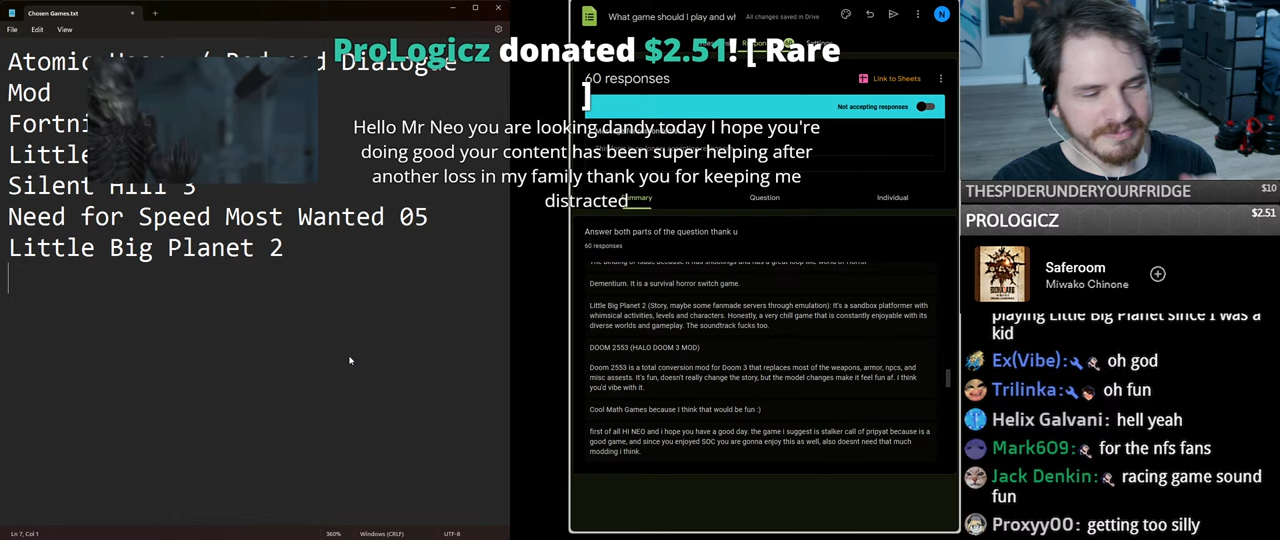 Chosen Games.txt
File
Edit
View
Dialogue
Mod
Fortni
Little
Silent Hill 3
Need for Speed Most Wanted 05
Little Big Planet 2
Ln 7, Col 1
360%
Windows (CRLF)
UTF-8
ProLogicz donated $2.51! [ Rare
]
Hello Mr Neo you are looking dandy today I hope you're
doing good your content has been super helping after
another loss in my family thank you for keeping me
distracted
What game should I play and wh
All changes saved in Drive
N
60 responses
Link to Sheets
Not accepting responses
Question
Individual
Answer both parts of the question thank u
60 responses
Dementium. It is a survival horror switch game.
Little Big Planet 2 (Story, maybe some fanmade servers through emulation): It's a sandbox platformer with
whimsical activities, levels and characters. Honestly, a very chill game that is constantly enjoyable with its
diverse worlds and gameplay. The soundtrack fucks too.
DOOM 2553 (HALO DOOM 3 MOD)
Doom 2553 is a total conversion mod for Doom 3 that replaces most of the weapons, armor, npcs, and
misc assests. It's fun, doesn't really change the story, but the model changes make it feel fun af. I think
you'd vibe with it.
Cool Math Games because I think that would be fun :)
first of all HI NEO and i hope you have a good day. the game i suggest is stalker call of pripyat because is a
good game, and since you enjoyed SOC you are gonna enjoy this as well, also doesnt need that much
modding i think.
THESPIDERUNDERYOURFRIDGE $10
PROLOGICZ $2.51
Saferoom
Miwako Chinone
playing Little Big Planet since I was a
kid
Ex(Vibe): oh god
Trilinka: oh fun
Helix Galvani: hell yeah
Mark609: for the nfs fans
Jack Denkin: racing game sound
fun
Proxyy00: getting too silly